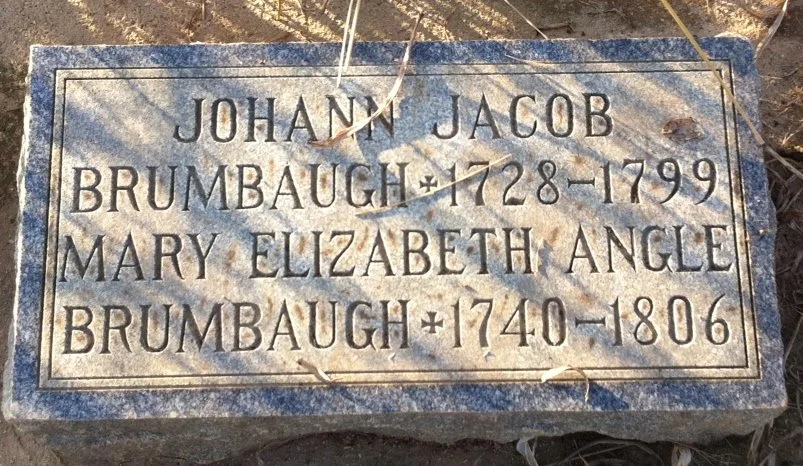 JOHANN JACOB
BRUMBAUGH ✠ 1728-1799
MARY ELIZABETH ANGLE
BRUMBAUGH ✠ 1740-1806